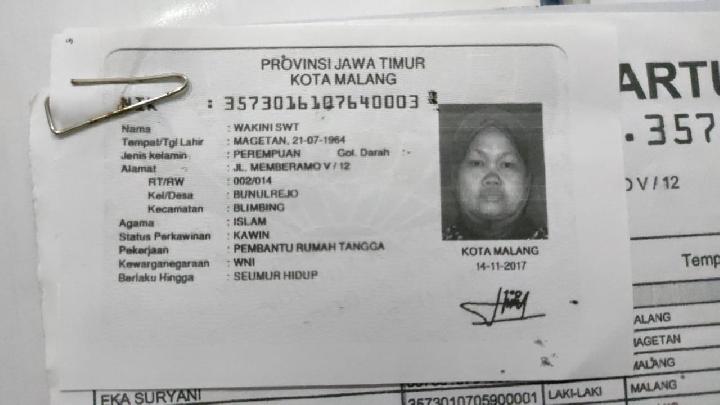 PROVINSI JAWA TIMUR
KOTA MALANG
NIK : 3573016107640003
Nama : WAKINI SWT
Tempat/Tgl Lahir : MAGETAN, 21-07-1964
Jenis kelamin : PEREMPUAN Gol. Darah :-
Alamat : JL. MEMBERAMO V / 12
RT/RW : 002/014
Kel/Desa : BUNULREJO
Kecamatan : BLIMBING
Agama : ISLAM
Status Perkawinan : KAWIN
Pekerjaan : PEMBANTU RUMAH TANGGA
Kewarganegaraan : WNI
Berlaku Hingga : SEUMUR HIDUP
KOTA MALANG
14-11-2017
ARTU
. 357
V / 12
Temp
ALANG
MAGETAN
MALANG
EKA SURYANI 3573010705900001 LAKI-LAKI MALANG